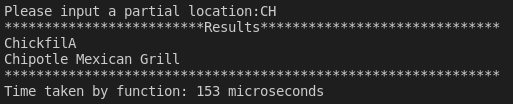 Please input a partial location:CH
*************************Results******************************
ChickfilA
Chipotle Mexican Grill
**************************************************************
Time taken by function: 153 microseconds